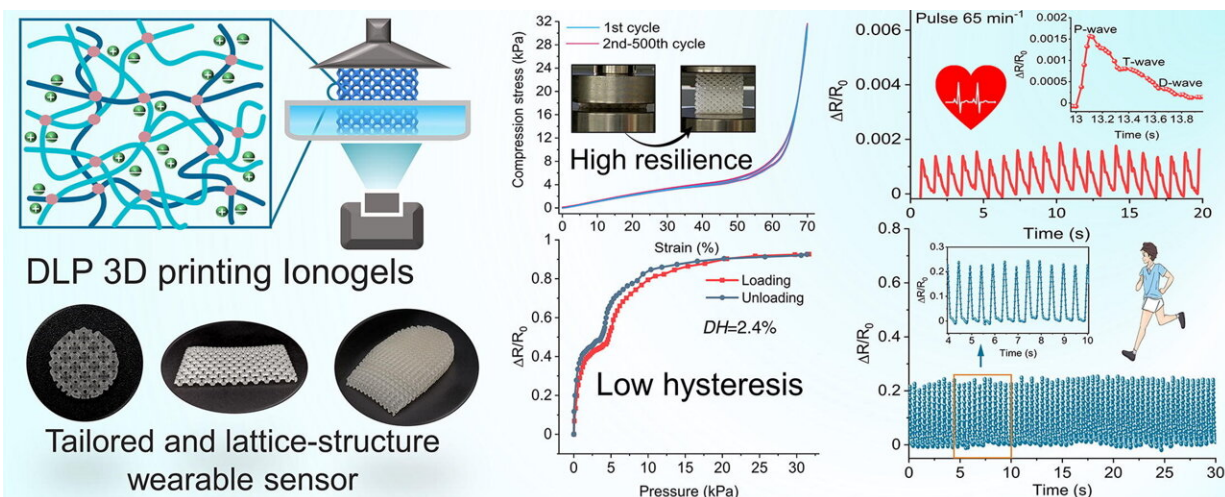 DLP 3D printing Ionogels
Tailored and lattice-structure
wearable sensor
Compression stress (kPa)
32
28
24
20
16
12
8
4
0
1st cycle
2nd-500th cycle
High resilience
0 10 20 30 40 50 60 70
Strain (%)
ΔR/R₀
1
0.8
0.6
0.4
0.2
0
Loading
Unloading
DH=2.4%
Low hysteresis
0 5 10 15 20 25 30
Pressure (kPa)
ΔR/R₀
0.008
0.006
0.004
0.002
0
Pulse 65 min⁻¹
ΔR/R₀
0.002
0.0015
0.001
0.0005
0
P-wave
T-wave
D-wave
13 13.2 13.4 13.6 13.8
Time (s)
0 5 10 15 20
Time (s)
ΔR/R₀
0.8
0.6
0.4
0.2
0
ΔR/R₀
0.3
0.2
0.1
0
4 5 6 7 8 9 10
Time (s)
0 5 10 15 20 25 30
Time (s)